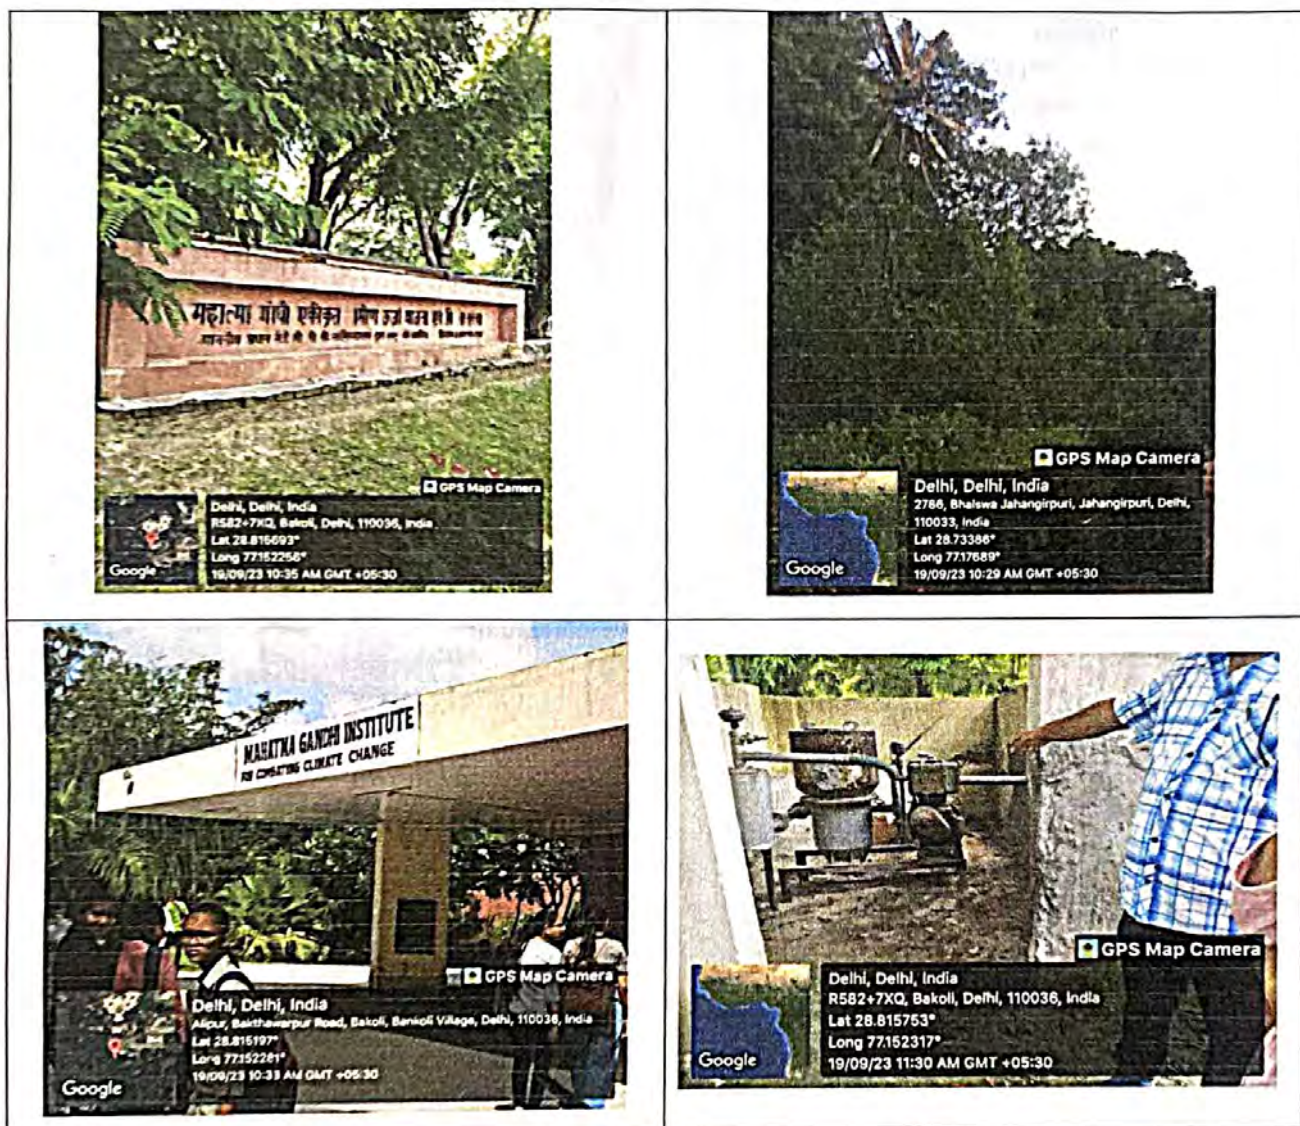 महात्मा गांधी एकीकृत
GPS Map Camera
Delhi, Delhi, India
R582+7XQ, Bakoli, Delhi, 110036, India
Lat 28.815693°
Long 77.152256°
19/09/23 10:35 AM GMT +05:30
Google
GPS Map Camera
Delhi, Delhi, India
2766, Bhalswa Jahangirpuri, Jahangirpuri, Delhi,
110033, India
Lat 28.73386°
Long 77.17689°
19/09/23 10:29 AM GMT +05:30
Google
MAHATMA GANDHI INSTITUTE
FOR COMBATING CLIMATE CHANGE
GPS Map Camera
Delhi, Delhi, India
Alipur, Bakthawarpur Road, Bakoli, Bankoli Village, Delhi, 110036, India
Lat 28.815197°
Long 77.152281°
19/09/23 10:33 AM GMT +05:30
Google
GPS Map Camera
Delhi, Delhi, India
R582+7XQ, Bakoli, Delhi, 110036, India
Lat 28.815753°
Long 77.152317°
19/09/23 11:30 AM GMT +05:30
Google